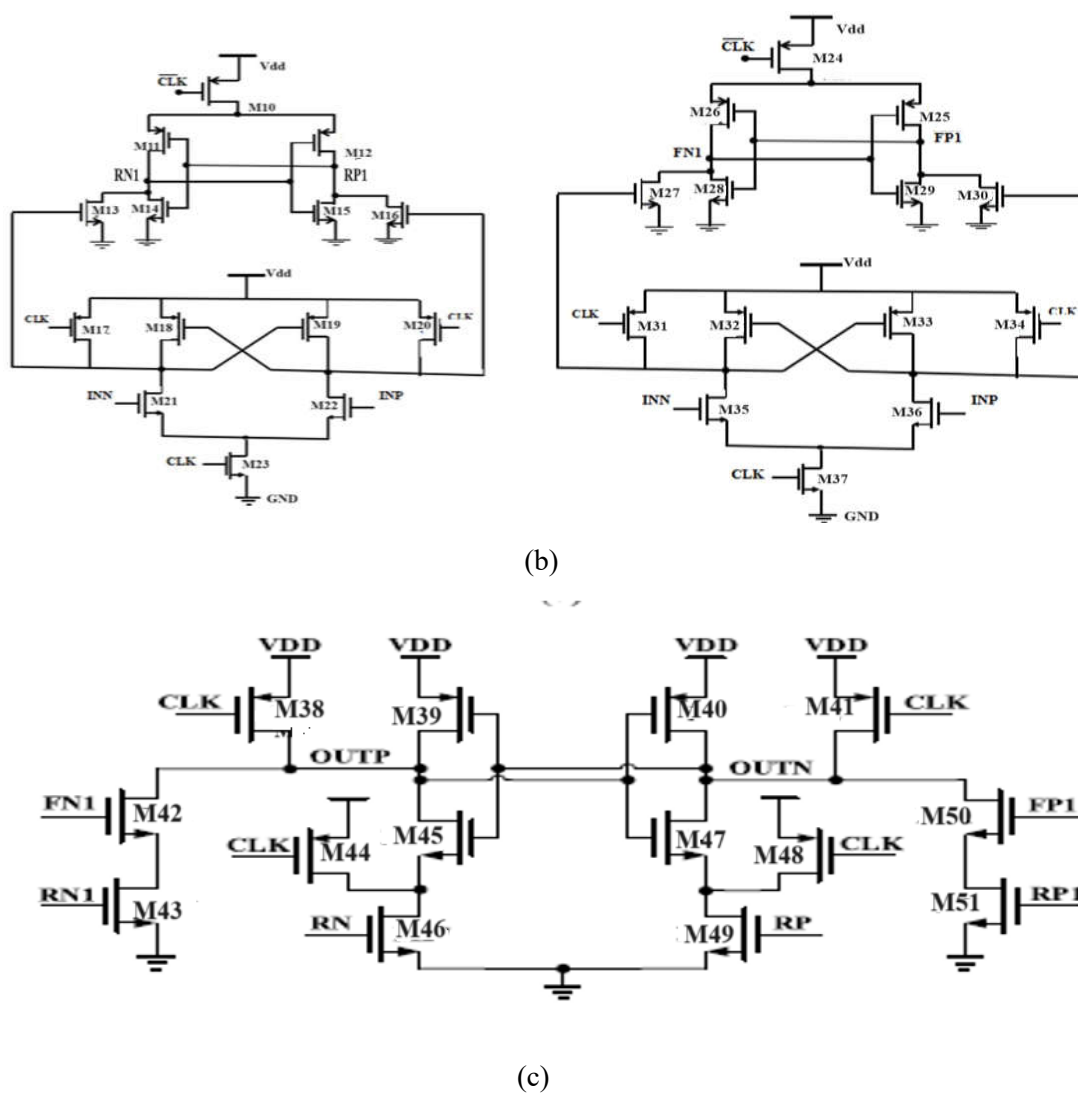 Vdd
CLK
M10
M11
M12
RN1
RP1
M13
M14
M15
M16
Vdd
CLK
M17
M18
M19
M20
CLK
INN
M21
M22
INP
CLK
M23
GND
Vdd
CLK
M24
M26
M25
FN1
FP1
M27
M28
M29
M30
Vdd
CLK
M31
M32
M33
M34
CLK
INN
M35
M36
INP
CLK
M37
GND
(b)
VDD
VDD
VDD
VDD
CLK
M38
M39
M40
M41
CLK
OUTP
OUTN
FN1
M42
M45
M47
M50
FP1
CLK
M44
M48
CLK
RN1
M43
RN
M46
M49
RP
M51
RP1
(c)